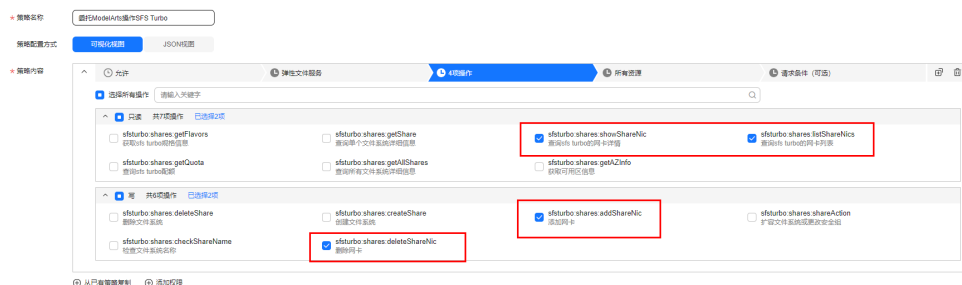 * 策略名称 委托ModelArts操作SFS Turbo
策略配置方式 可视化视图 JSON视图
* 策略内容 允许 弹性文件服务 4项操作 所有资源 请求条件（可选）
选择所有操作 请输入关键字
只读 共7项操作 已选择2项
sfsturbo:shares:getFlavors sfsturbo:shares:getShare sfsturbo:shares:showShareNic sfsturbo:shares:listShareNics
获取sfs turbo规格信息 查询单个文件系统详细信息 查询sfs turbo的网卡详情 查询sfs turbo的网卡列表
sfsturbo:shares:getQuota sfsturbo:shares:getAllShares sfsturbo:shares:getAZInfo
查询sfs turbo配额 查询所有文件系统详细信息 获取可用区信息
写 共6项操作 已选择2项
sfsturbo:shares:deleteShare sfsturbo:shares:createShare sfsturbo:shares:addShareNic sfsturbo:shares:shareAction
删除文件系统 创建文件系统 添加网卡 扩容文件系统或更改安全组
sfsturbo:shares:checkShareName sfsturbo:shares:deleteShareNic
检查文件系统名称 删除网卡
从已有策略复制 添加权限